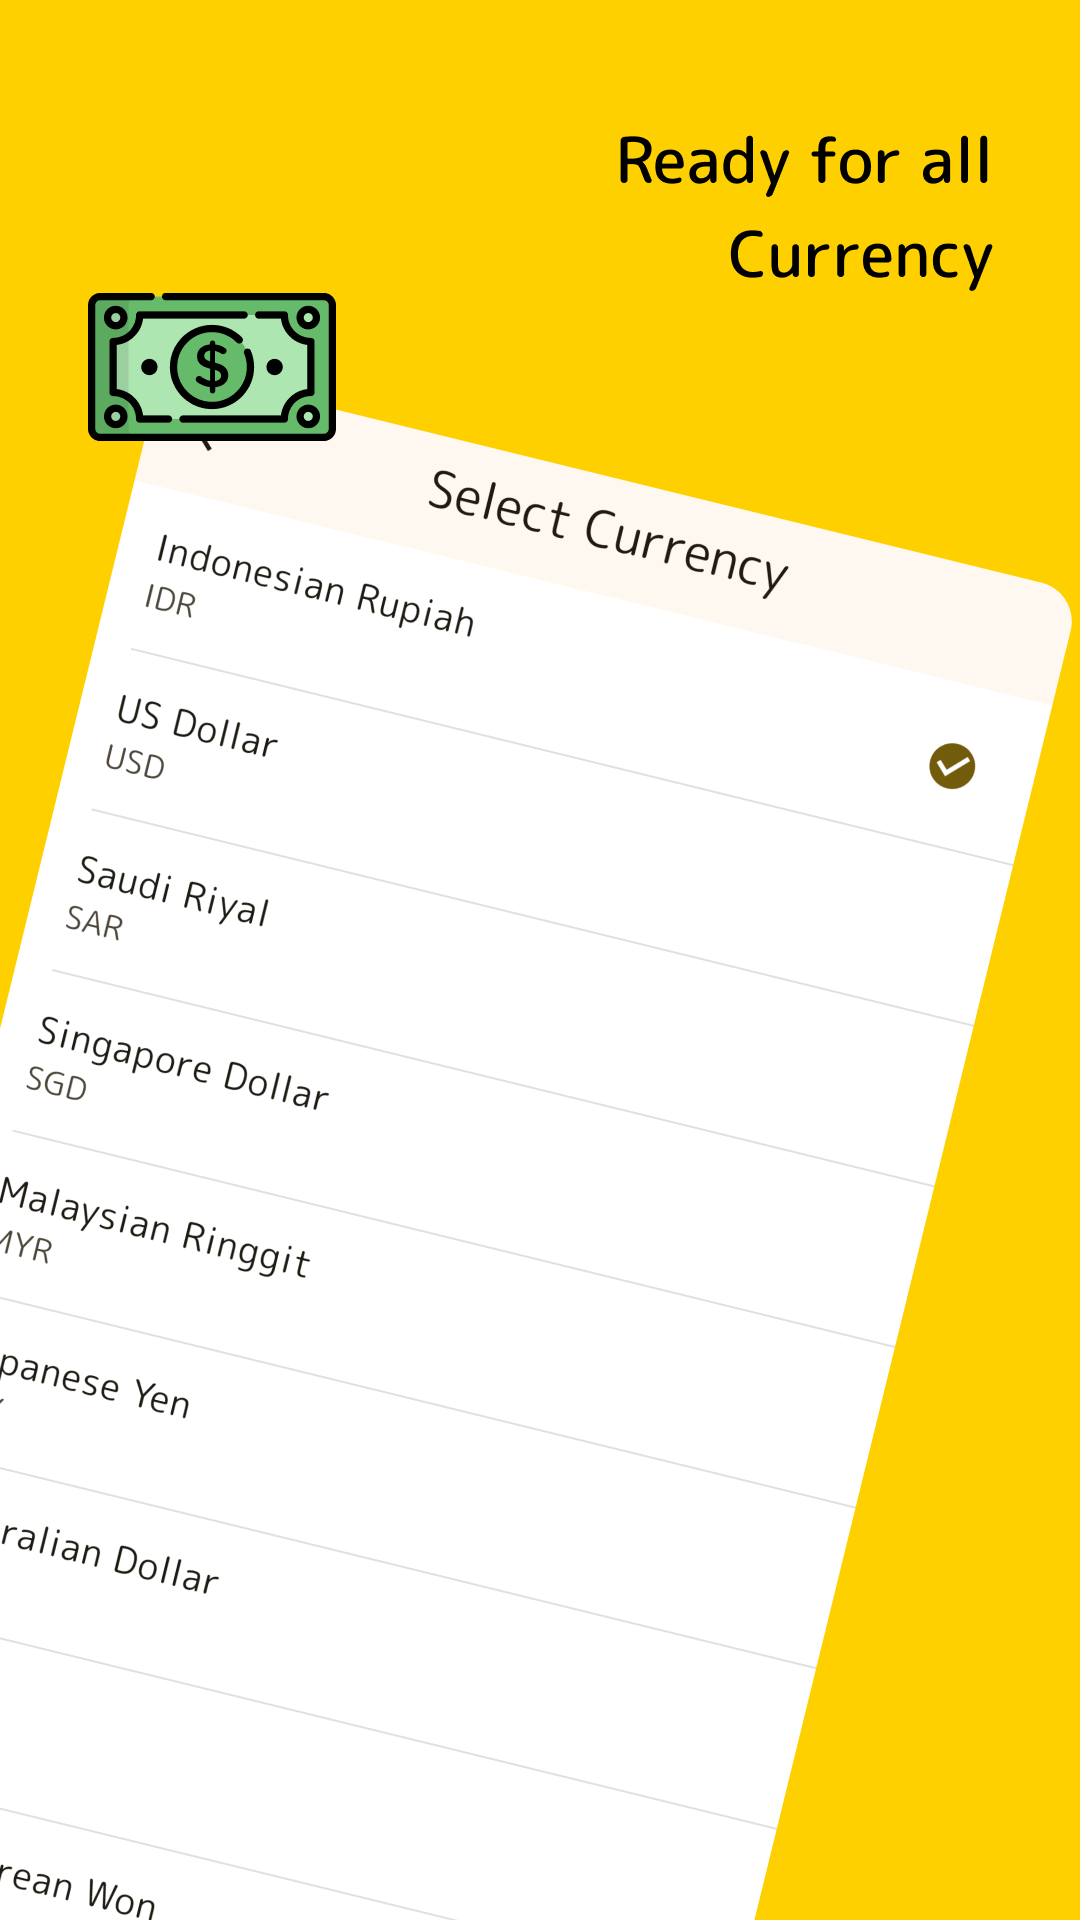 Ready for all
Currency
$
Select Currency
Indonesian Rupiah
IDR
US Dollar
USD
Saudi Riyal
SAR
Singapore Dollar
SGD
Malaysian Ringgit
MYR
panese Yen
ralian Dollar
rean Won